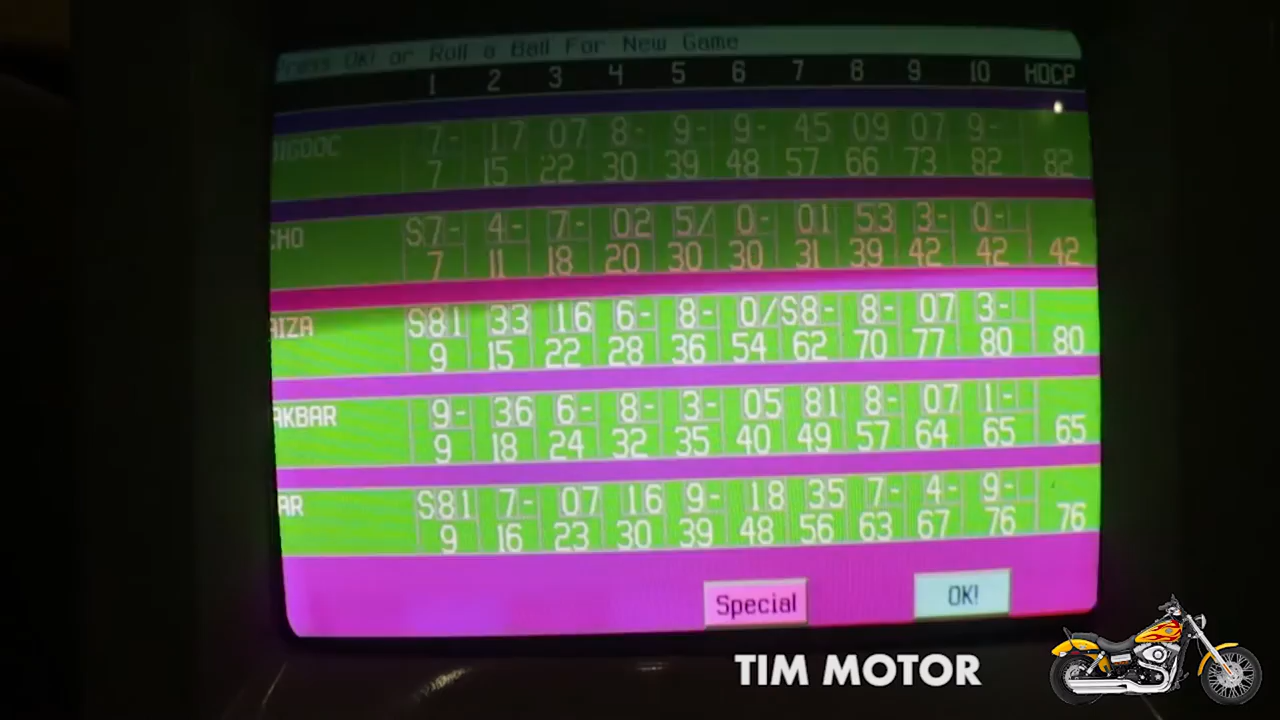 Press OK! or Roll a Ball For New Game
1 2 3 4 5 6 7 8 9 10 HDCP
7- 17 07 8- 9- 9- 45 09 07 9-
7 15 22 30 39 48 57 66 73 82 82
CHO S7- 4- 7- 02 5/ 0- 01 53 3- 0-
7 11 18 20 30 30 31 39 42 42 42
AIZA S81 33 16 6- 8- 0/ S8- 8- 07 3-
9 15 22 28 36 54 62 70 77 80 80
AKBAR 9- 36 6- 8- 3- 05 81 8- 07 1-
9 18 24 32 35 40 49 57 64 65 65
AR S81 7- 07 16 9- 18 35 7- 4- 9-
9 16 23 30 39 48 56 63 67 76 76
Special OK!
TIM MOTOR